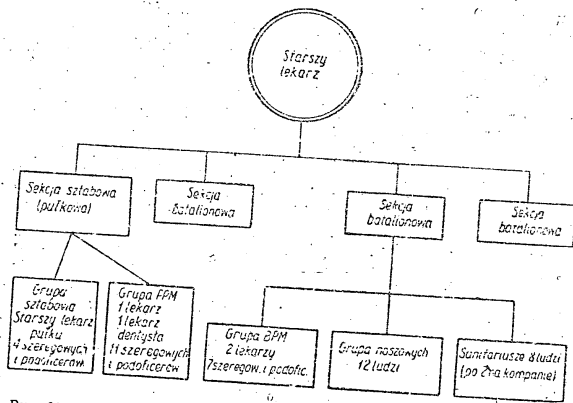 Starszy
lekarz
Sekcja sztabowa
(pułkowa)
Sekcja
batalionowa
Sekcja
batalionowa
Sekcja
batalionowa
Grupa
sztabowa
Starszy lekarz
pułku
4 szeregowych
i podoficerów
Grupa PPM
1 lekarz
1 lekarz
dentysta
11 szeregowych
i podoficerów
Grupa BPM
2 lekarzy
7 szeregow. i podofic.
Grupa noszowych
12 ludzi
Sanitariusze 8 ludzi
(po 2 na kompanię)